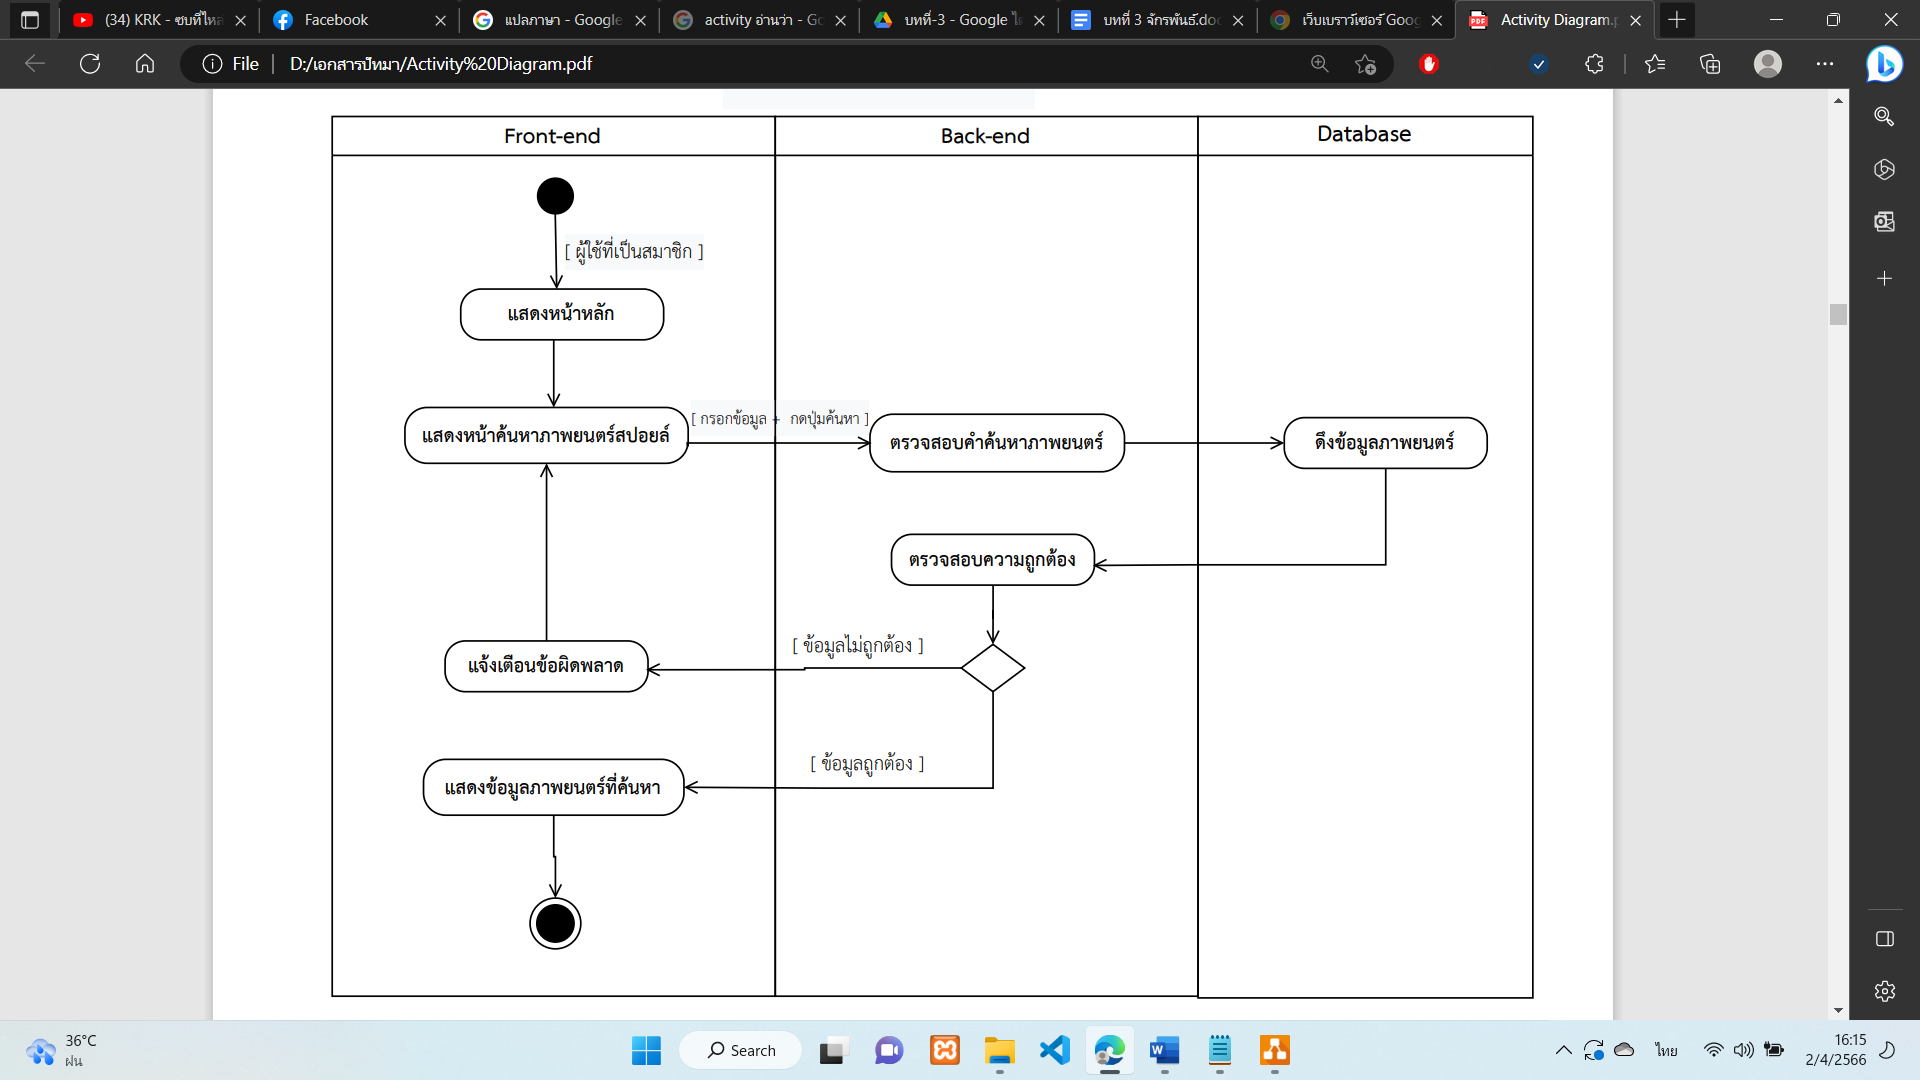 (34) KRK - ซบที่ไหล
Facebook
แปลภาษา - Google
activity อ่านว่า - Go
บทที่-3 - Google ได
บทที่ 3 จักรพันธ์.doc
เว็บเบราว์เซอร์ Goog
Activity Diagram.p
File
D:/เอกสารปัทมา/Activity%20Diagram.pdf
Front-end
Back-end
Database
[ ผู้ใช้ที่เป็นสมาชิก ]
แสดงหน้าหลัก
แสดงหน้าค้นหาภาพยนตร์สปอยล์
[ กรอกข้อมูล + กดปุ่มค้นหา ]
ตรวจสอบคำค้นหาภาพยนตร์
ดึงข้อมูลภาพยนตร์
ตรวจสอบความถูกต้อง
[ ข้อมูลไม่ถูกต้อง ]
แจ้งเตือนข้อผิดพลาด
[ ข้อมูลถูกต้อง ]
แสดงข้อมูลภาพยนตร์ที่ค้นหา
36°C
ฝน
Search
ไทย
16:15
2/4/2566